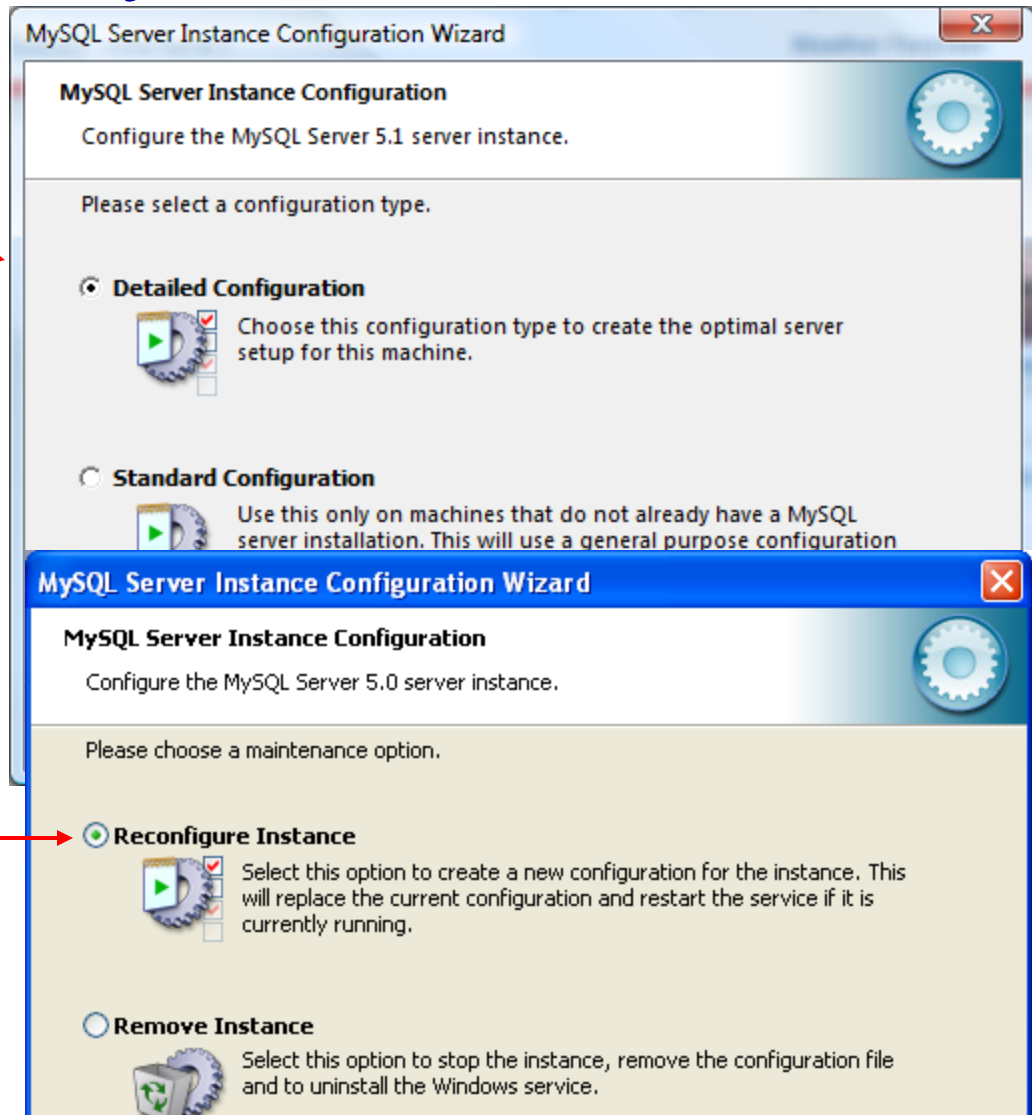 MySQL Server Instance Configuration Wizard
MySQL Server Instance Configuration
Configure the MySQL Server 5.1 server instance.
Please select a configuration type.
Detailed Configuration
Choose this configuration type to create the optimal server
setup for this machine.
Standard Configuration
Use this only on machines that do not already have a MySQL
server installation. This will use a general purpose configuration
MySQL Server Instance Configuration Wizard
MySQL Server Instance Configuration
Configure the MySQL Server 5.0 server instance.
Please choose a maintenance option.
Reconfigure Instance
Select this option to create a new configuration for the instance. This
will replace the current configuration and restart the service if it is
currently running.
Remove Instance
Select this option to stop the instance, remove the configuration file
and to uninstall the Windows service.